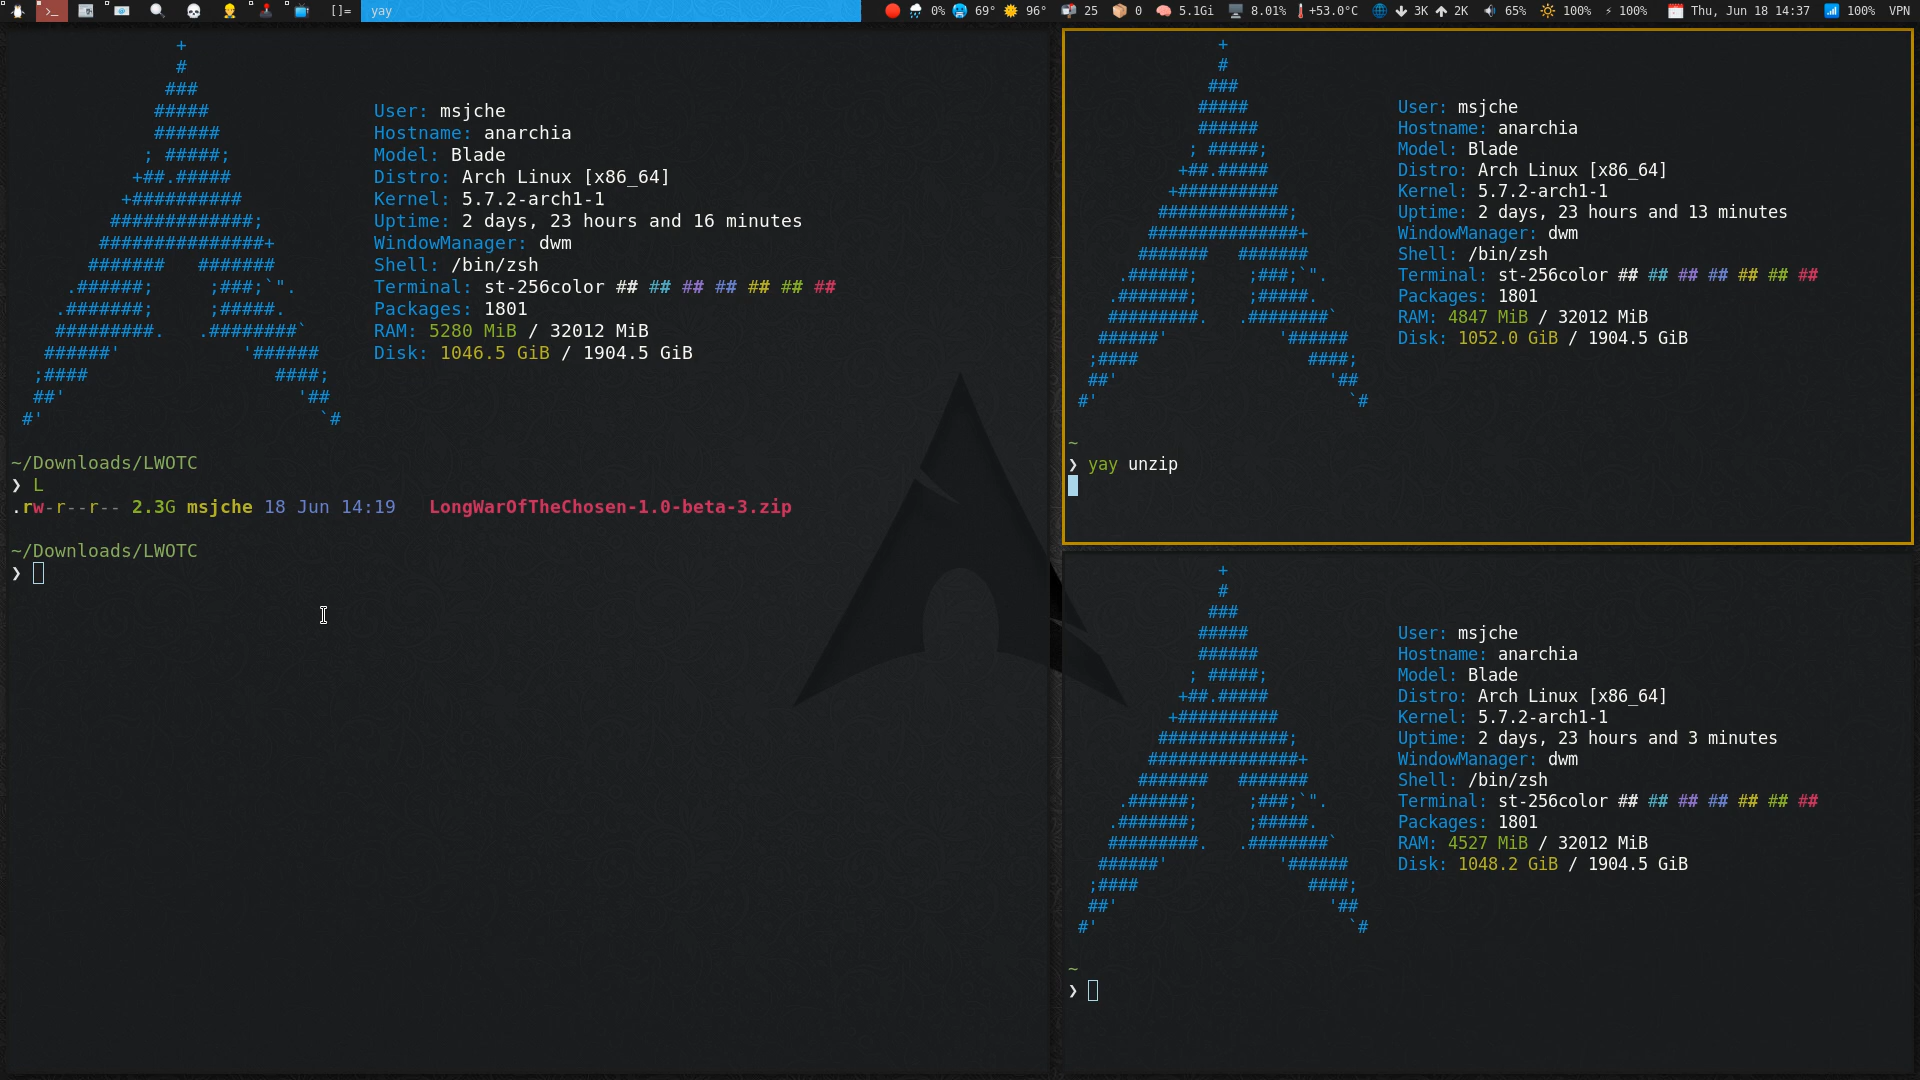 []= yay 0% 69° 96° 25 0 5.1Gi 8.01% +53.0°C 3K 2K 65% 100% ⚡ 100% Thu, Jun 18 14:37 100% VPN
+
#
###
#####
######
; #####;
+##.#####
+##########
#############;
###############+
#######   #######
.######;     ;###;`".
.#######;     ;#####.
#########.   .########`
######'           '######
;####                 ####;
##'                     '##
#'                         `#
User: msjche
Hostname: anarchia
Model: Blade
Distro: Arch Linux [x86_64]
Kernel: 5.7.2-arch1-1
Uptime: 2 days, 23 hours and 16 minutes
WindowManager: dwm
Shell: /bin/zsh
Terminal: st-256color ## ## ## ## ## ## ##
Packages: 1801
RAM: 5280 MiB / 32012 MiB
Disk: 1046.5 GiB / 1904.5 GiB
~/Downloads/LWOTC
❯ L
.rw-r--r-- 2.3G msjche 18 Jun 14:19 LongWarOfTheChosen-1.0-beta-3.zip
~/Downloads/LWOTC
❯
+
#
###
#####
######
; #####;
+##.#####
+##########
#############;
###############+
#######   #######
.######;     ;###;`".
.#######;     ;#####.
#########.   .########`
######'           '######
;####                 ####;
##'                     '##
#'                         `#
User: msjche
Hostname: anarchia
Model: Blade
Distro: Arch Linux [x86_64]
Kernel: 5.7.2-arch1-1
Uptime: 2 days, 23 hours and 13 minutes
WindowManager: dwm
Shell: /bin/zsh
Terminal: st-256color ## ## ## ## ## ## ##
Packages: 1801
RAM: 4847 MiB / 32012 MiB
Disk: 1052.0 GiB / 1904.5 GiB
~
❯ yay unzip
+
#
###
#####
######
; #####;
+##.#####
+##########
#############;
###############+
#######   #######
.######;     ;###;`".
.#######;     ;#####.
#########.   .########`
######'           '######
;####                 ####;
##'                     '##
#'                         `#
User: msjche
Hostname: anarchia
Model: Blade
Distro: Arch Linux [x86_64]
Kernel: 5.7.2-arch1-1
Uptime: 2 days, 23 hours and 3 minutes
WindowManager: dwm
Shell: /bin/zsh
Terminal: st-256color ## ## ## ## ## ## ##
Packages: 1801
RAM: 4527 MiB / 32012 MiB
Disk: 1048.2 GiB / 1904.5 GiB
~
❯